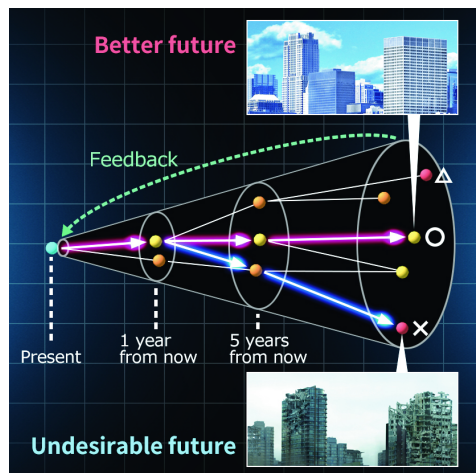 Better future
Feedback
Present
1 year
from now
5 years
from now
Undesirable future